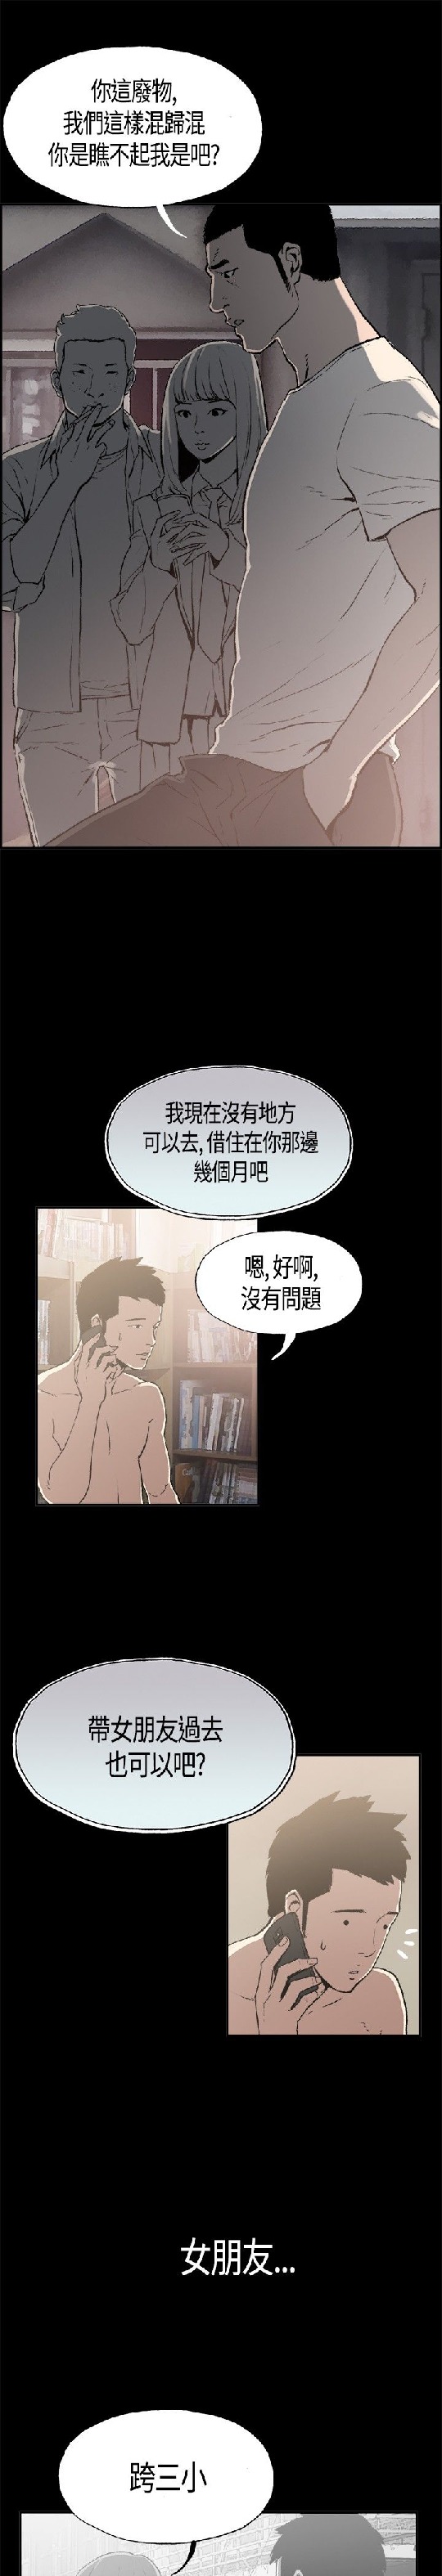 你這廢物,
我們這樣混歸混
你是瞧不起我是吧?
我現在沒有地方
可以去,借住在你那邊
幾個月吧
嗯,好啊,
沒有問題
帶女朋友過去
也可以吧?
女朋友...
跨三小